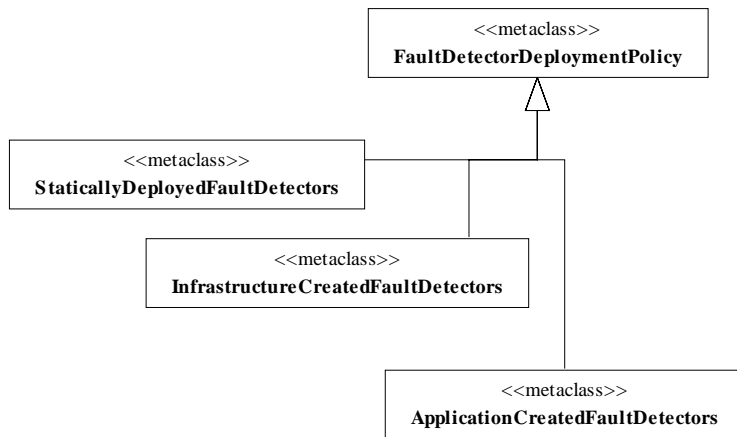 <<metaclass>>
FaultDetectorDeploymentPolicy
<<metaclass>>
StaticallyDeployedFaultDetectors
<<metaclass>>
InfrastructureCreatedFaultDetectors
<<metaclass>>
ApplicationCreatedFaultDetectors